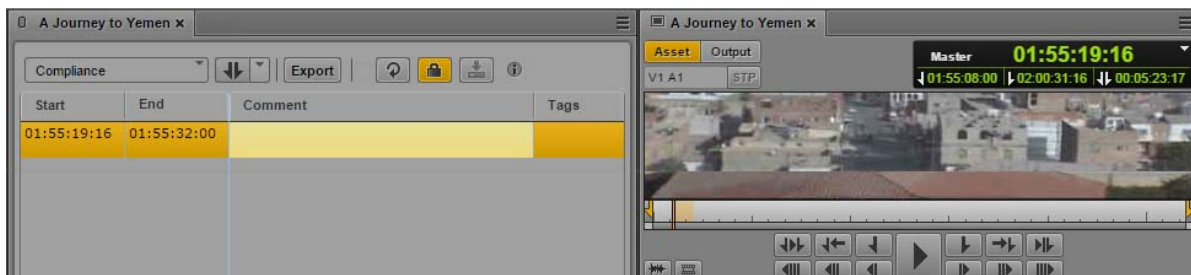 A Journey to Yemen x
Compliance
Export
Start End Comment Tags
01:55:19:16 01:55:32:00
A Journey to Yemen x
Asset Output
Master 01:55:19:16
V1 A1 STP
01:55:08:00 02:00:31:16 00:05:23:17